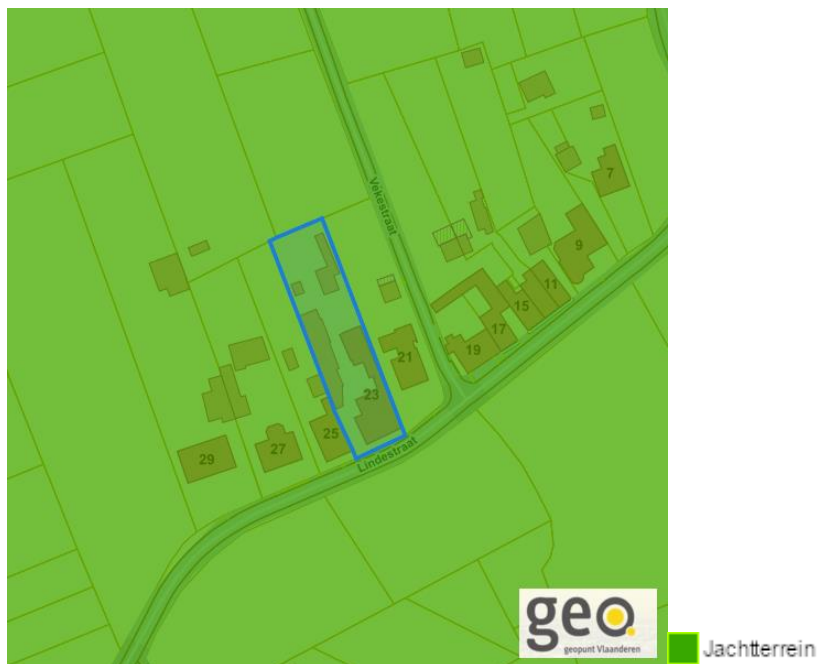 Vekestraat
7
9
11
15
17
19
21
23
25
27
29
Lindestraat
geo
geopunt Vlaanderen
Jachtterrein